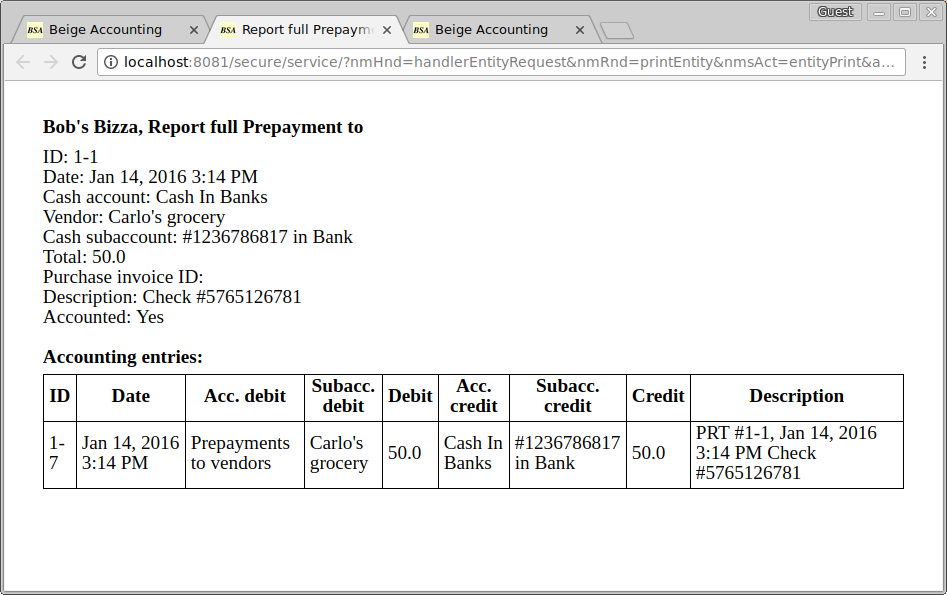 Guest
BSA Beige Accounting
BSA Report full Prepaym
BSA Beige Accounting
localhost:8081/secure/service/?nmHnd=handlerEntityRequest&nmRnd=printEntity&nmsAct=entityPrint&a...
Bob's Bizza, Report full Prepayment to
ID: 1-1
Date: Jan 14, 2016 3:14 PM
Cash account: Cash In Banks
Vendor: Carlo's grocery
Cash subaccount: #1236786817 in Bank
Total: 50.0
Purchase invoice ID:
Description: Check #5765126781
Accounted: Yes
Accounting entries:
ID Date Acc. debit Subacc. debit Debit Acc. credit Subacc. credit Credit Description
1-7 Jan 14, 2016 3:14 PM Prepayments to vendors Carlo's grocery 50.0 Cash In Banks #1236786817 in Bank 50.0 PRT #1-1, Jan 14, 2016 3:14 PM Check #5765126781